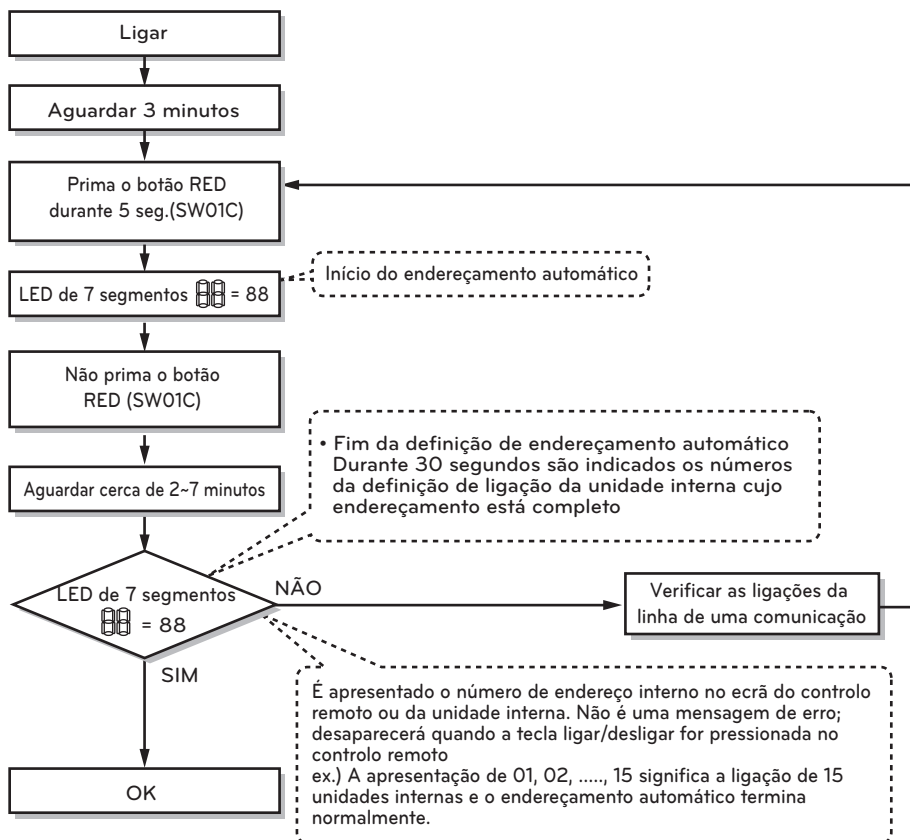 Ligar
Aguardar 3 minutos
Prima o botão RED
durante 5 seg.(SW01C)
LED de 7 segmentos 88 = 88
Início do endereçamento automático
Não prima o botão
RED (SW01C)
Aguardar cerca de 2~7 minutos
• Fim da definição de endereçamento automático
Durante 30 segundos são indicados os números
da definição de ligação da unidade interna cujo
endereçamento está completo
LED de 7 segmentos
88 = 88
NÃO
Verificar as ligações da
linha de uma comunicação
SIM
É apresentado o número de endereço interno no ecrã do controlo
remoto ou da unidade interna. Não é uma mensagem de erro;
desaparecerá quando a tecla ligar/desligar for pressionada no
controlo remoto
ex.) A apresentação de 01, 02, ....., 15 significa a ligação de 15
unidades internas e o endereçamento automático termina
normalmente.
OK